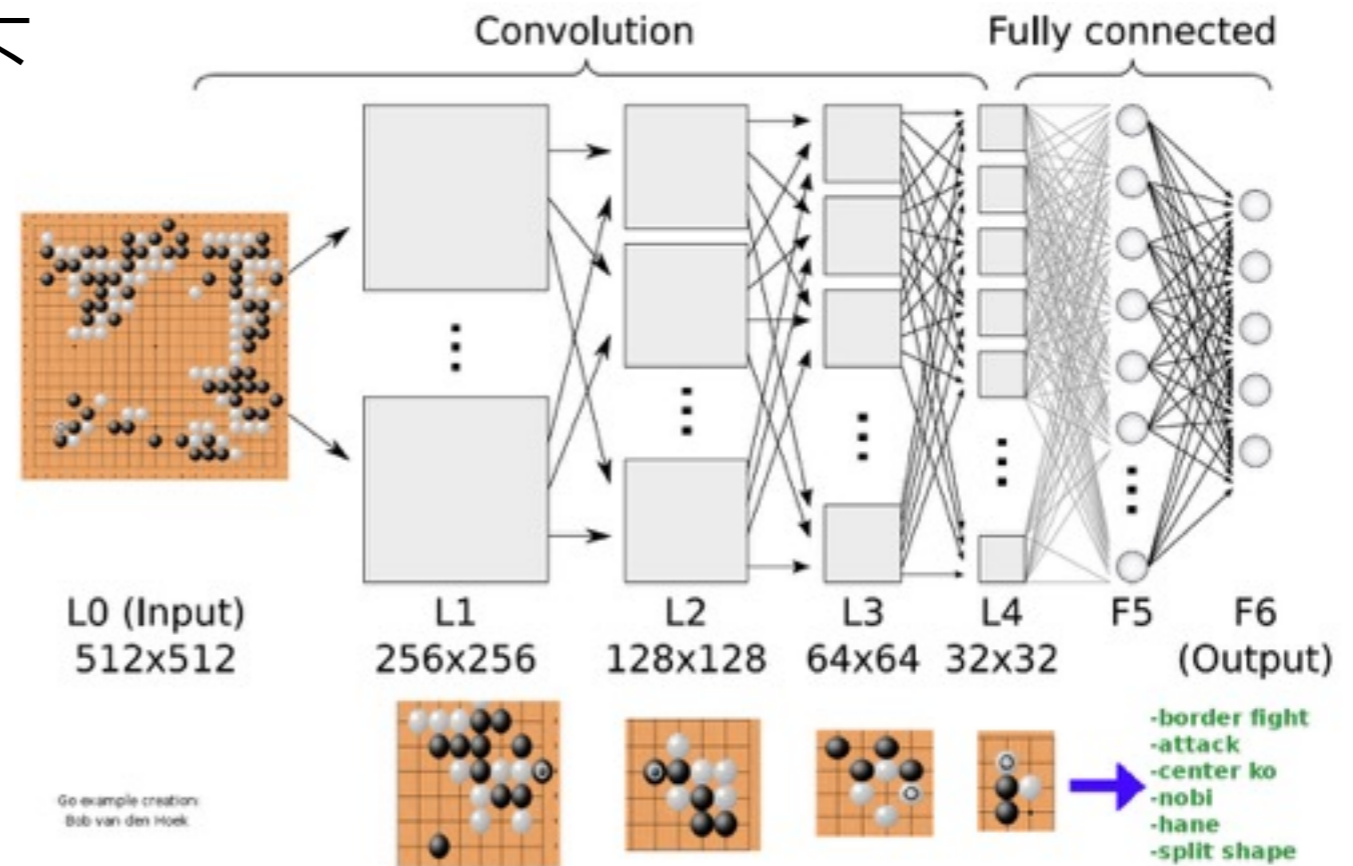 Convolution
Fully connected
L0 (Input)
512x512
L1
256x256
L2
128x128
L3
64x64
L4
32x32
F5
F6
(Output)
-border fight
-attack
-center ko
-nobi
-hane
-split shape
Go example creation:
Bob van den Hoek